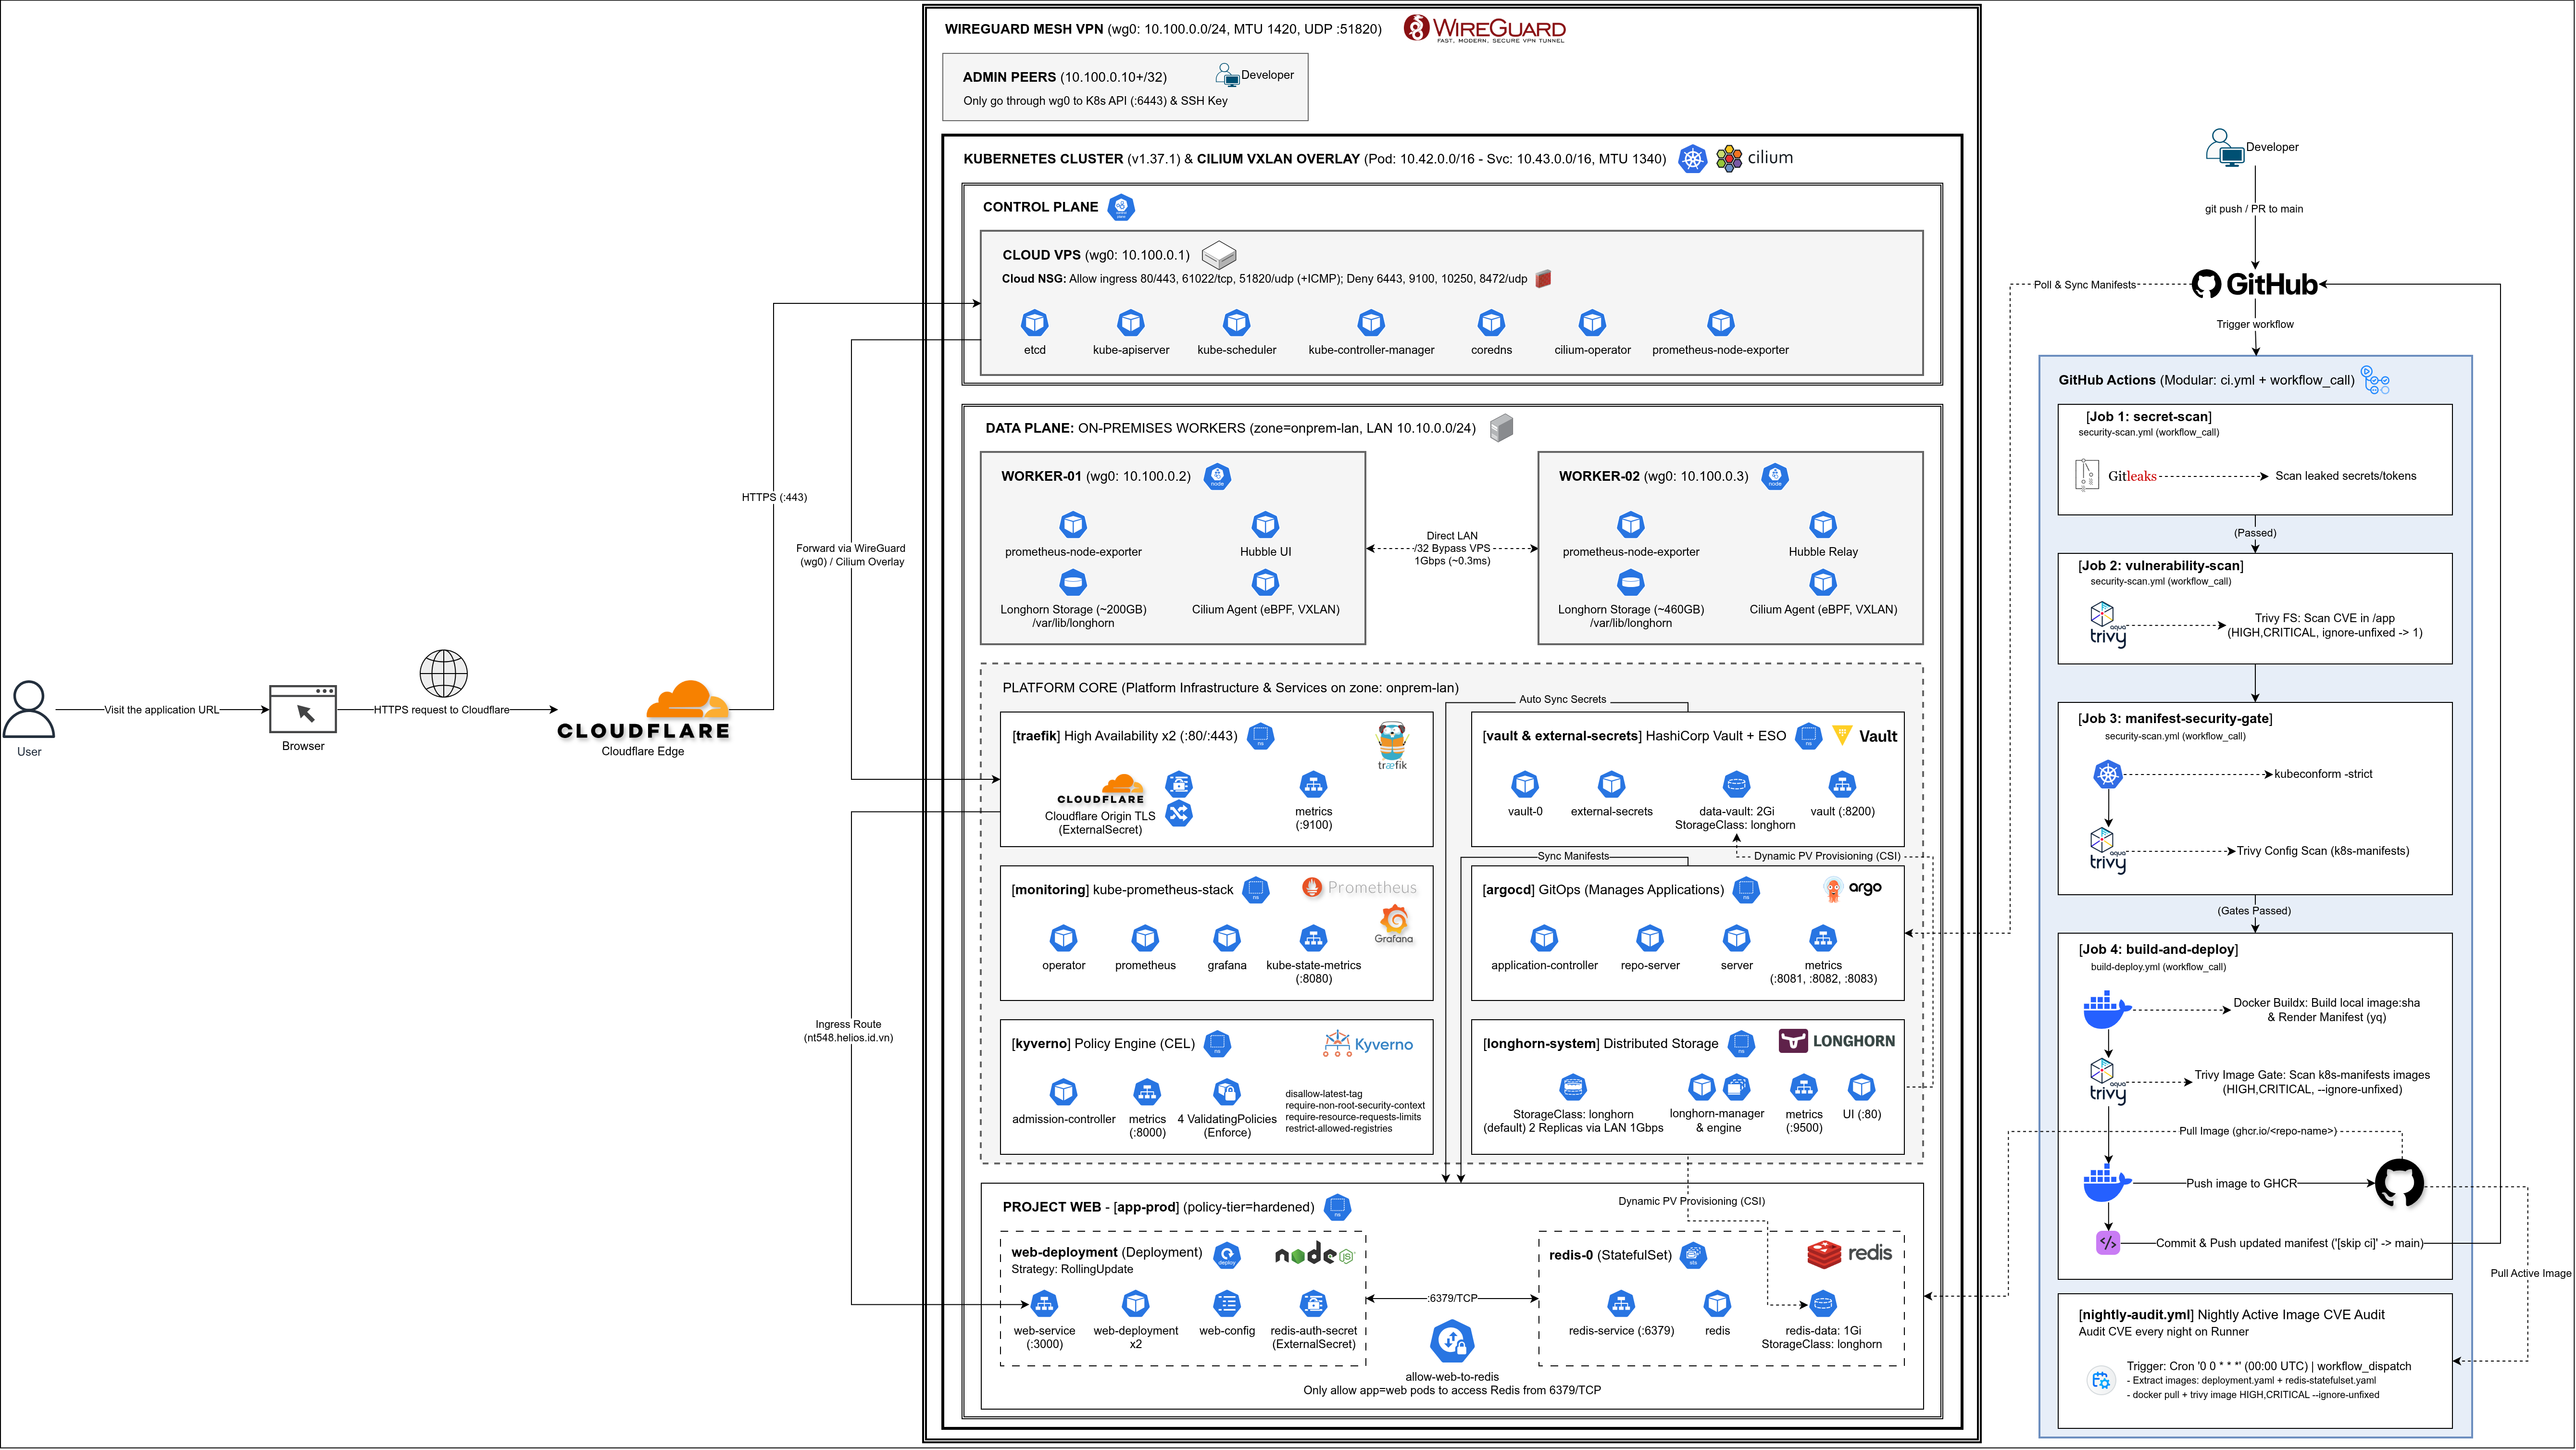 WIREGUARD MESH VPN (wg0: 10.100.0.0/24, MTU 1420, UDP :51820)
WIREGUARD
FAST, MODERN, SECURE VPN TUNNEL
ADMIN PEERS (10.100.0.10+/32)
Developer
Only go through wg0 to K8s API (:6443) & SSH Key
KUBERNETES CLUSTER (v1.37.1) & CILIUM VXLAN OVERLAY (Pod: 10.42.0.0/16 - Svc: 10.43.0.0/16, MTU 1340)
cilium
CONTROL PLANE
CLOUD VPS (wg0: 10.100.0.1)
Cloud NSG: Allow ingress 80/443, 61022/tcp, 51820/udp (+ICMP); Deny 6443, 9100, 10250, 8472/udp
etcd
kube-apiserver
kube-scheduler
kube-controller-manager
coredns
cilium-operator
prometheus-node-exporter
DATA PLANE: ON-PREMISES WORKERS (zone=onprem-lan, LAN 10.10.0.0/24)
WORKER-01 (wg0: 10.100.0.2)
node
prometheus-node-exporter
Hubble UI
Longhorn Storage (~200GB)
/var/lib/longhorn
Cilium Agent (eBPF, VXLAN)
Direct LAN
/32 Bypass VPS
1Gbps (~0.3ms)
WORKER-02 (wg0: 10.100.0.3)
node
prometheus-node-exporter
Hubble Relay
Longhorn Storage (~460GB)
/var/lib/longhorn
Cilium Agent (eBPF, VXLAN)
User
Visit the application URL
Browser
HTTPS request to Cloudflare
CLOUDFLARE
Cloudflare Edge
HTTPS (:443)
Forward via WireGuard
(wg0) / Cilium Overlay
Ingress Route
(nt548.helios.id.vn)
PLATFORM CORE (Platform Infrastructure & Services on zone: onprem-lan)
Auto Sync Secrets
[traefik] High Availability x2 (:80/:443)
ns
træfik
CLOUDFLARE
Cloudflare Origin TLS
(ExternalSecret)
metrics
(:9100)
[vault & external-secrets] HashiCorp Vault + ESO
ns
Vault
vault-0
external-secrets
data-vault: 2Gi
StorageClass: longhorn
vault (:8200)
Sync Manifests
Dynamic PV Provisioning (CSI)
[monitoring] kube-prometheus-stack
ns
Prometheus
Grafana
operator
prometheus
grafana
kube-state-metrics
(:8080)
[argocd] GitOps (Manages Applications)
ns
argo
application-controller
repo-server
server
metrics
(:8081, :8082, :8083)
[kyverno] Policy Engine (CEL)
ns
Kyverno
admission-controller
metrics
(:8000)
4 ValidatingPolicies
(Enforce)
disallow-latest-tag
require-non-root-security-context
require-resource-requests-limits
restrict-allowed-registries
[longhorn-system] Distributed Storage
ns
LONGHORN
StorageClass: longhorn
(default) 2 Replicas via LAN 1Gbps
longhorn-manager
& engine
metrics
(:9500)
UI (:80)
Dynamic PV Provisioning (CSI)
PROJECT WEB - [app-prod] (policy-tier=hardened)
ns
web-deployment (Deployment)
deploy
node
JS
Strategy: RollingUpdate
web-service
(:3000)
web-deployment
x2
web-config
redis-auth-secret
(ExternalSecret)
:6379/TCP
allow-web-to-redis
Only allow app=web pods to access Redis from 6379/TCP
redis-0 (StatefulSet)
sts
redis
redis-service (:6379)
redis
redis-data: 1Gi
StorageClass: longhorn
Developer
git push / PR to main
GitHub
Poll & Sync Manifests
Trigger workflow
GitHub Actions (Modular: ci.yml + workflow_call)
[Job 1: secret-scan]
security-scan.yml (workflow_call)
Gitleaks
Scan leaked secrets/tokens
(Passed)
[Job 2: vulnerability-scan]
security-scan.yml (workflow_call)
aqua
trivy
Trivy FS: Scan CVE in /app
(HIGH,CRITICAL, ignore-unfixed -> 1)
[Job 3: manifest-security-gate]
security-scan.yml (workflow_call)
kubeconform -strict
aqua
trivy
Trivy Config Scan (k8s-manifests)
(Gates Passed)
[Job 4: build-and-deploy]
build-deploy.yml (workflow_call)
Docker Buildx: Build local image:sha
& Render Manifest (yq)
aqua
trivy
Trivy Image Gate: Scan k8s-manifests images
(HIGH,CRITICAL, --ignore-unfixed)
Pull Image (ghcr.io/<repo-name>)
Push image to GHCR
Commit & Push updated manifest ('[skip ci]' -> main)
Pull Active Image
[nightly-audit.yml] Nightly Active Image CVE Audit
Audit CVE every night on Runner
Trigger: Cron '0 0 * * *' (00:00 UTC) | workflow_dispatch
- Extract images: deployment.yaml + redis-statefulset.yaml
- docker pull + trivy image HIGH,CRITICAL --ignore-unfixed